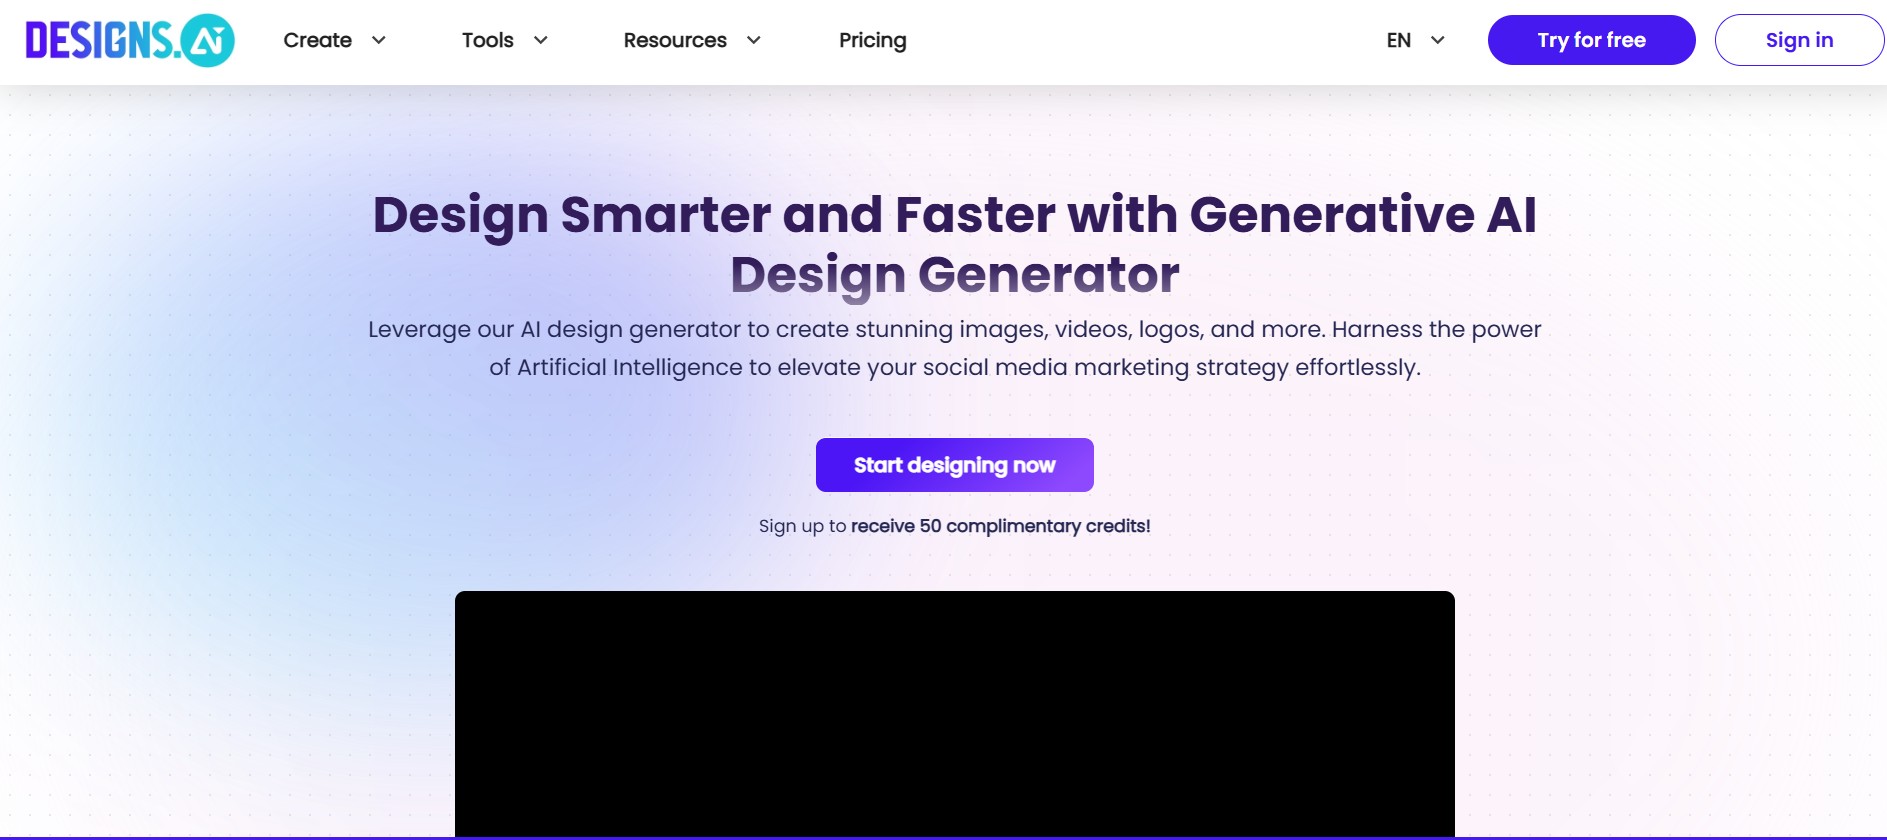 DESIGNS.Ai
Create
Tools
Resources
Pricing
EN
Try for free
Sign in
Design Smarter and Faster with Generative AI
Design Generator
Leverage our AI design generator to create stunning images, videos, logos, and more. Harness the power
of Artificial Intelligence to elevate your social media marketing strategy effortlessly.
Start designing now
Sign up to receive 50 complimentary credits!